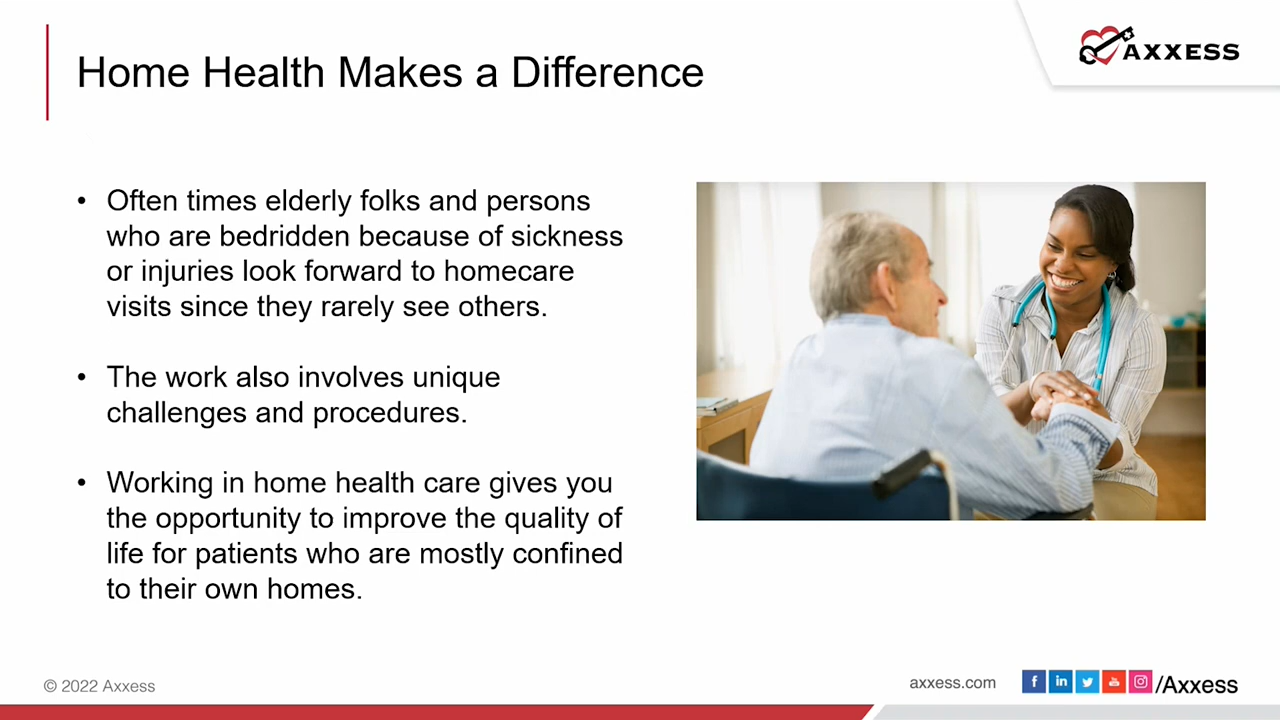 Home Health Makes a Difference
AXXESS
• Often times elderly folks and persons
who are bedridden because of sickness
or injuries look forward to homecare
visits since they rarely see others.
• The work also involves unique
challenges and procedures.
• Working in home health care gives you
the opportunity to improve the quality of
life for patients who are mostly confined
to their own homes.
© 2022 Axxess
axxess.com
/Axxess